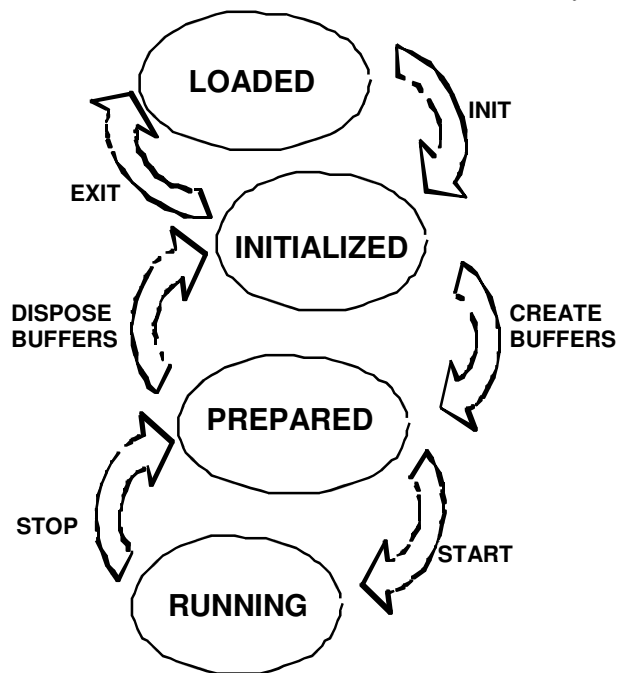 LOADED
INIT
EXIT
INITIALIZED
DISPOSE
BUFFERS
CREATE
BUFFERS
PREPARED
STOP
START
RUNNING